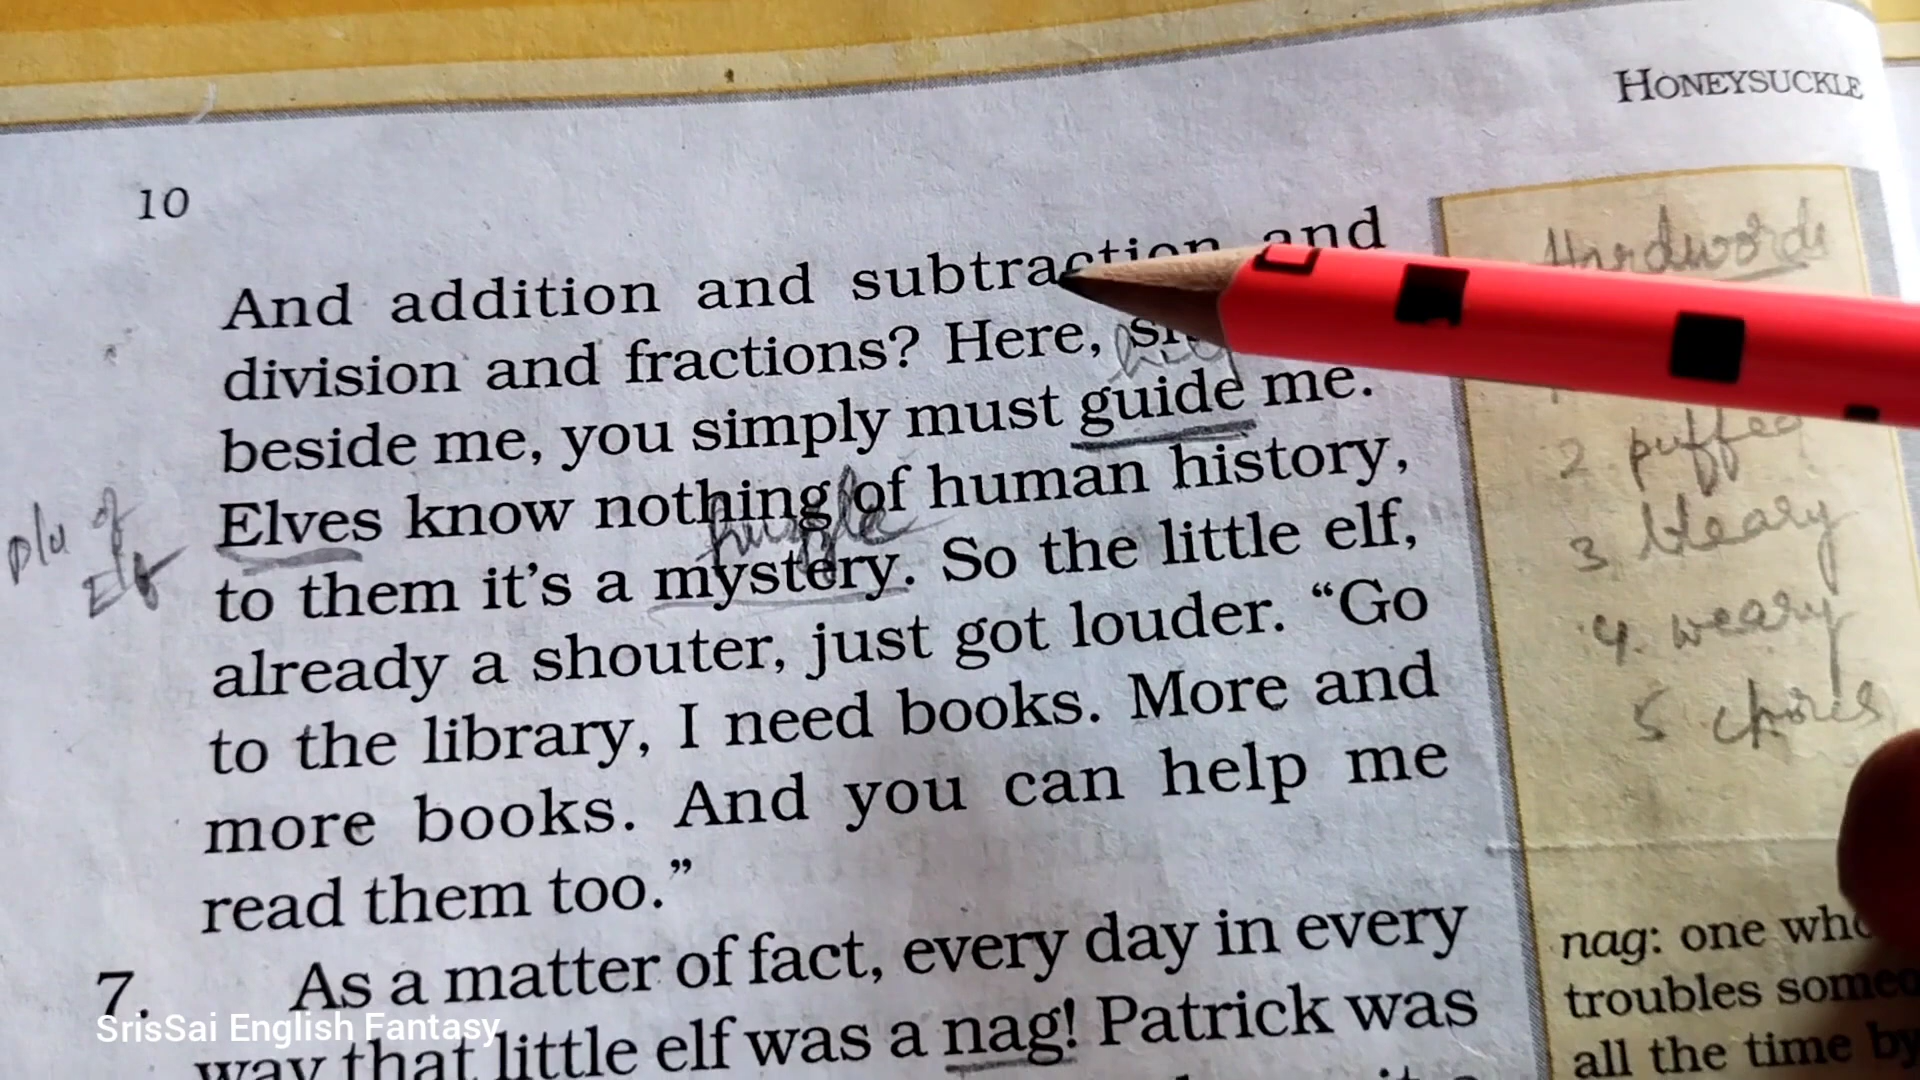 HONEYSUCKLE
10
And addition and subtraction and
division and fractions? Here,
beside me, you simply must guide me.
Elves know nothing of human history,
to them it's a mystery. So the little elf,
already a shouter, just got louder. “Go
to the library, I need books. More and
more books. And you can help me
read them too.”
7. As a matter of fact, every day in every
way that little elf was a nag! Patrick was
plu of
Elf
Hardwords
2. puffed
3 bleary
4. weary
5 chores
nag: one who
troubles
all the time by
SrisSai English Fantasy